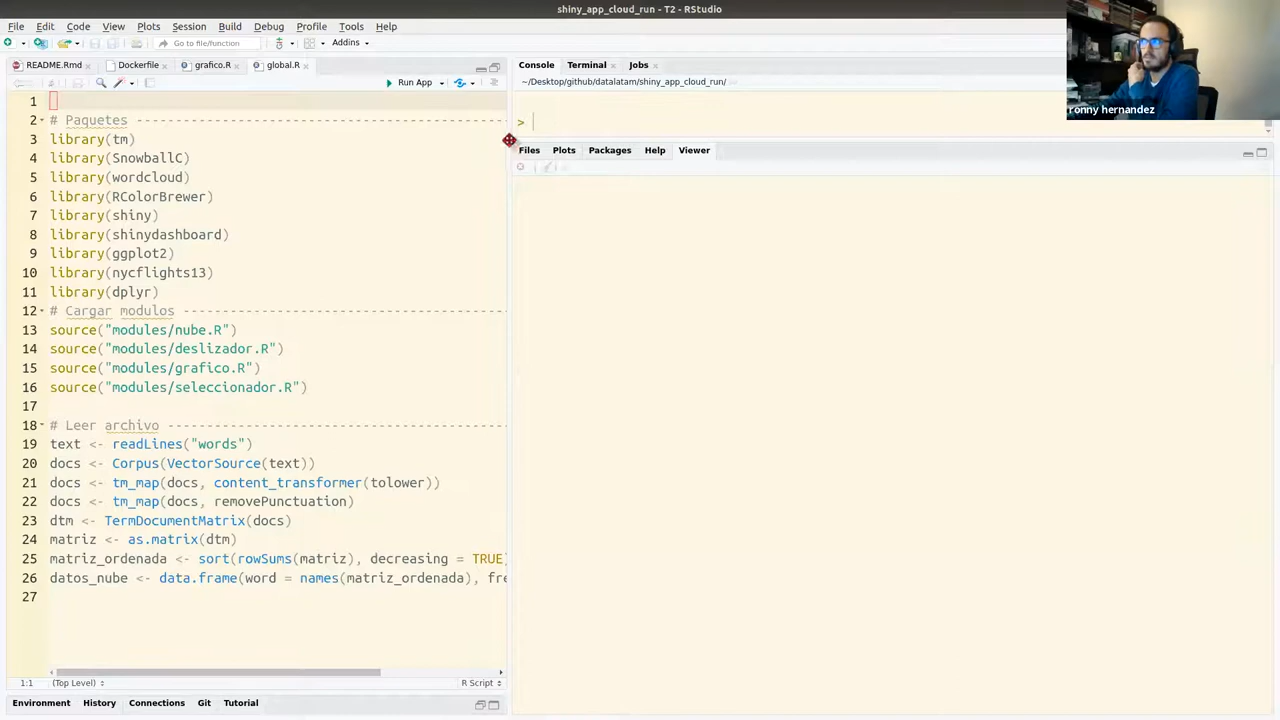 shiny_app_cloud_run - T2 - RStudio
File Edit Code View Plots Session Build Debug Profile Tools Help
Go to file/function Addins
README.Rmd Dockerfile grafico.R global.R
Run App
1
2 # Paquetes ------------------------------------------------
3 library(tm)
4 library(SnowballC)
5 library(wordcloud)
6 library(RColorBrewer)
7 library(shiny)
8 library(shinydashboard)
9 library(ggplot2)
10 library(nycflights13)
11 library(dplyr)
12 # Cargar modulos ------------------------------------------
13 source("modules/nube.R")
14 source("modules/deslizador.R")
15 source("modules/grafico.R")
16 source("modules/seleccionador.R")
17
18 # Leer archivo --------------------------------------------
19 text <- readLines("words")
20 docs <- Corpus(VectorSource(text))
21 docs <- tm_map(docs, content_transformer(tolower))
22 docs <- tm_map(docs, removePunctuation)
23 dtm <- TermDocumentMatrix(docs)
24 matriz <- as.matrix(dtm)
25 matriz_ordenada <- sort(rowSums(matriz), decreasing = TRUE)
26 datos_nube <- data.frame(word = names(matriz_ordenada), fre
27
1:1 (Top Level) R Script
Environment History Connections Git Tutorial
Console Terminal Jobs
~/Desktop/github/datalatam/shiny_app_cloud_run/
>
Files Plots Packages Help Viewer
ronny hernandez